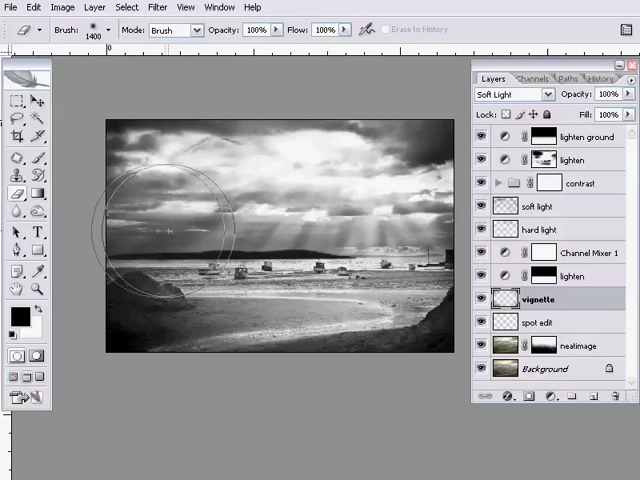 File Edit Image Layer Select Filter View Window Help
Brush: 1400 Mode: Brush Opacity: 100% Flow: 100% Erase to History
0
Layers Channels Paths History
Soft Light Opacity: 100%
Lock: Fill: 100%
lighten ground
lighten
contrast
soft light
hard light
Channel Mixer 1
lighten
vignette
spot edit
neatimage
Background